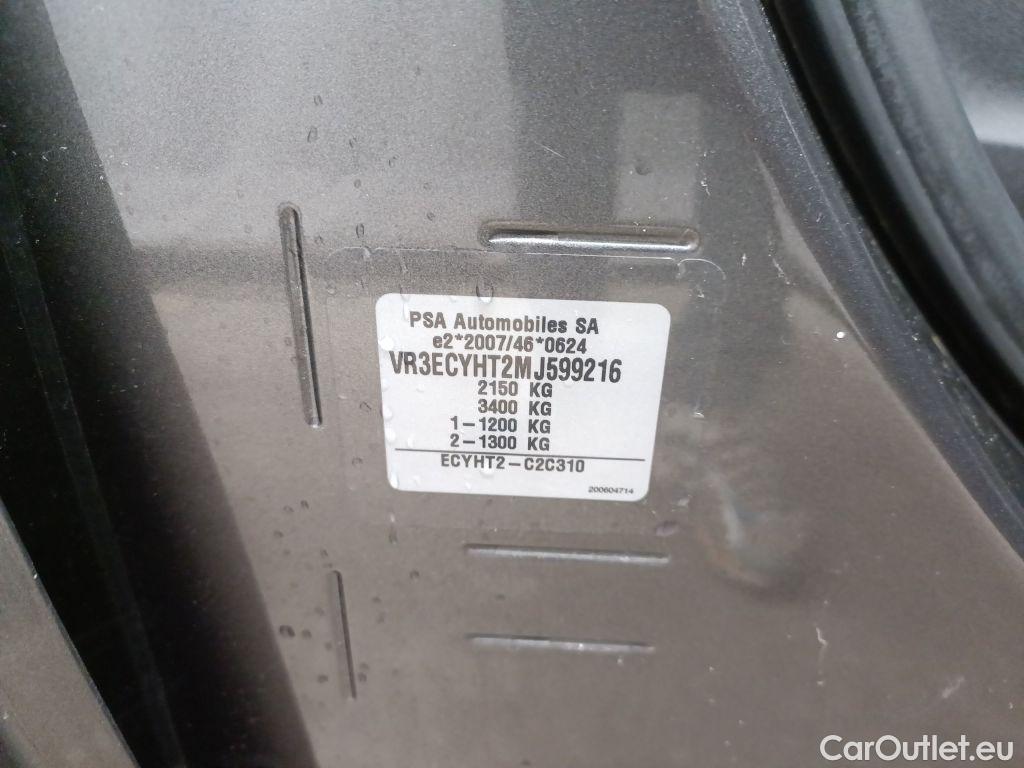 PSA Automobiles SA
e2*2007/46*0624
VR3ECYHT2MJ599216
2150 KG
3400 KG
1-1200 KG
2-1300 KG
ECYHT2-C2C310
200604714
CarOutlet.eu